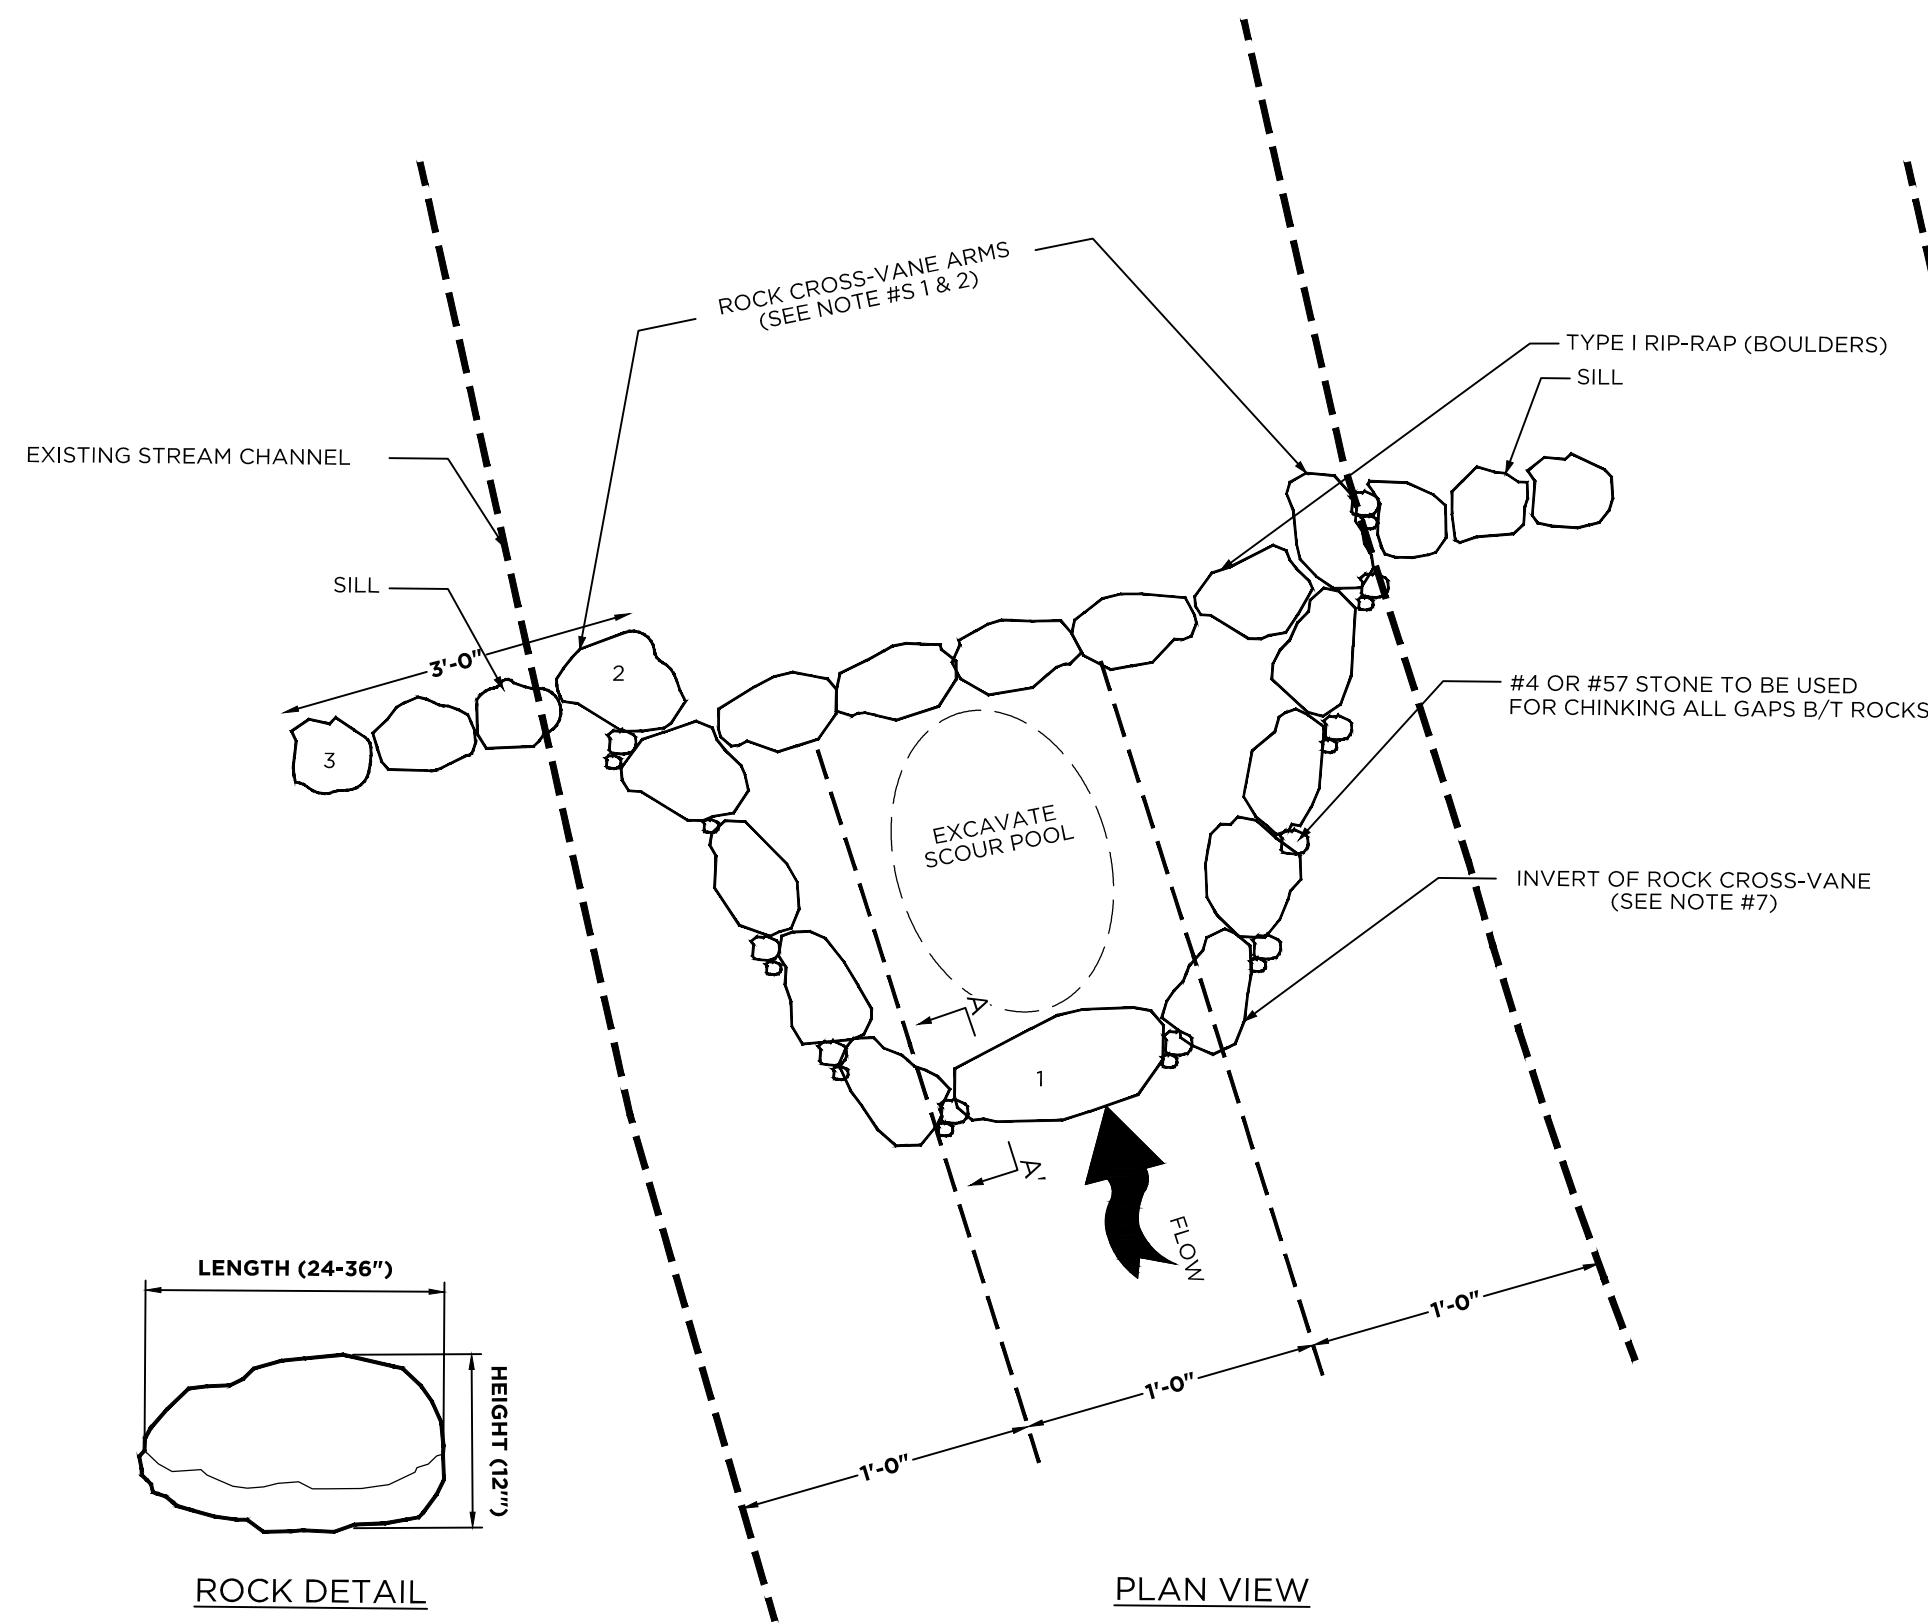 ROCK CROSS-VANE ARMS
(SEE NOTE #S 1 & 2)
TYPE I RIP-RAP (BOULDERS)
SILL
EXISTING STREAM CHANNEL
SILL
3'-0"
2
3
#4 OR #57 STONE TO BE USED
FOR CHINKING ALL GAPS B/T ROCKS
EXCAVATE
SCOUR POOL
INVERT OF ROCK CROSS-VANE
(SEE NOTE #7)
A
1
A'
FLOW
LENGTH (24-36")
HEIGHT (12")
1'-0"
1'-0"
1'-0"
ROCK DETAIL
PLAN VIEW